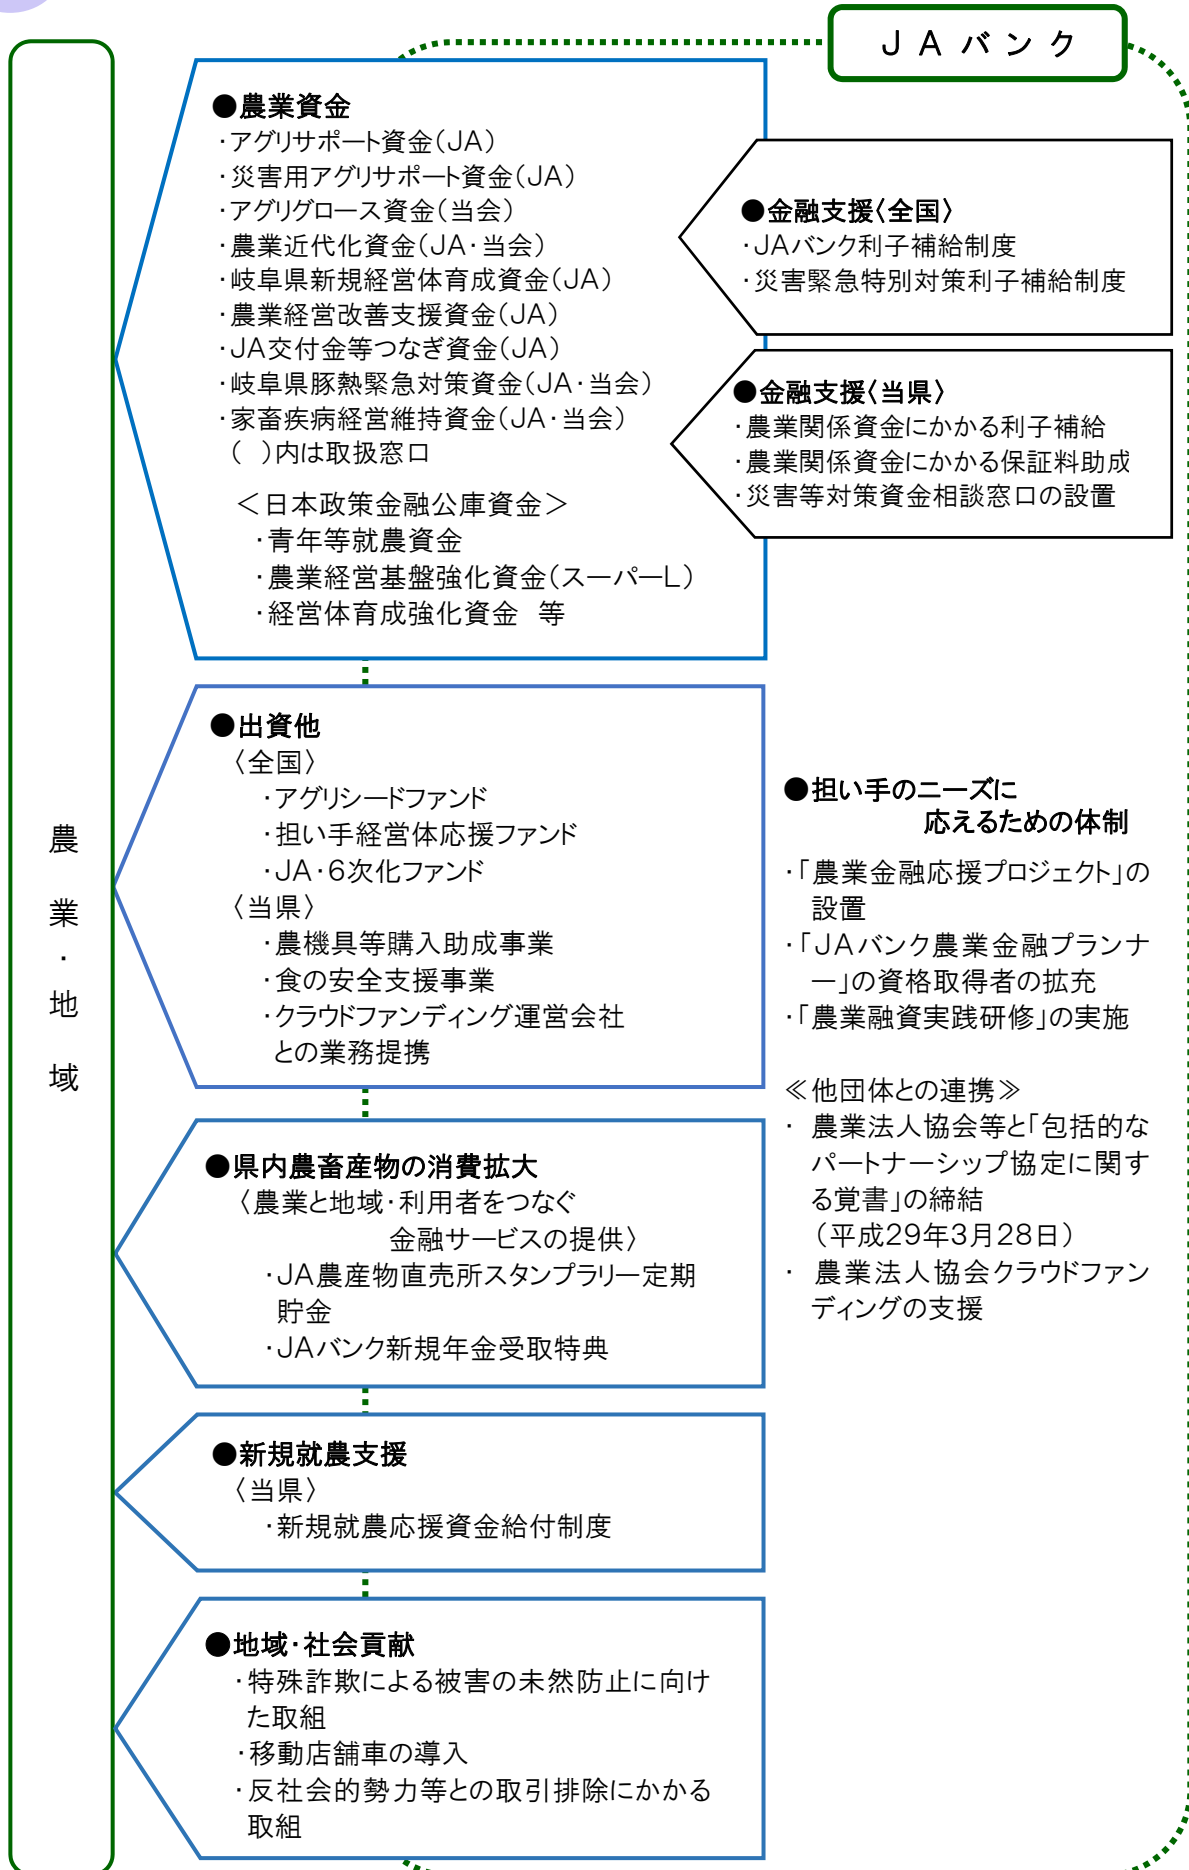 JAバンク
農業・地域
●農業資金
・アグリサポート資金(JA)
・災害用アグリサポート資金(JA)
・アグリグロース資金(当会)
・農業近代化資金(JA・当会)
・岐阜県新規経営体育成資金(JA)
・農業経営改善支援資金(JA)
・JA交付金等つなぎ資金(JA)
・岐阜県豚熱緊急対策資金(JA・当会)
・家畜疾病経営維持資金(JA・当会)
(　)内は取扱窓口
＜日本政策金融公庫資金＞
・青年等就農資金
・農業経営基盤強化資金(スーパーL)
・経営体育成強化資金　等
●金融支援〈全国〉
・JAバンク利子補給制度
・災害緊急特別対策利子補給制度
●金融支援〈当県〉
・農業関係資金にかかる利子補給
・農業関係資金にかかる保証料助成
・災害等対策資金相談窓口の設置
●出資他
〈全国〉
・アグリシードファンド
・担い手経営体応援ファンド
・JA・6次化ファンド
〈当県〉
・農機具等購入助成事業
・食の安全支援事業
・クラウドファンディング運営会社
との業務提携
●担い手のニーズに
応えるための体制
・「農業金融応援プロジェクト」の
設置
・「JAバンク農業金融プランナ
ー」の資格取得者の拡充
・「農業融資実践研修」の実施
≪他団体との連携≫
・ 農業法人協会等と「包括的な
パートナーシップ協定に関す
る覚書」の締結
(平成29年3月28日)
・ 農業法人協会クラウドファン
ディングの支援
●県内農畜産物の消費拡大
〈農業と地域・利用者をつなぐ
金融サービスの提供〉
・JA農産物直売所スタンプラリー定期
貯金
・JAバンク新規年金受取特典
●新規就農支援
〈当県〉
・新規就農応援資金給付制度
●地域・社会貢献
・特殊詐欺による被害の未然防止に向け
た取組
・移動店舗車の導入
・反社会的勢力等との取引排除にかかる
取組